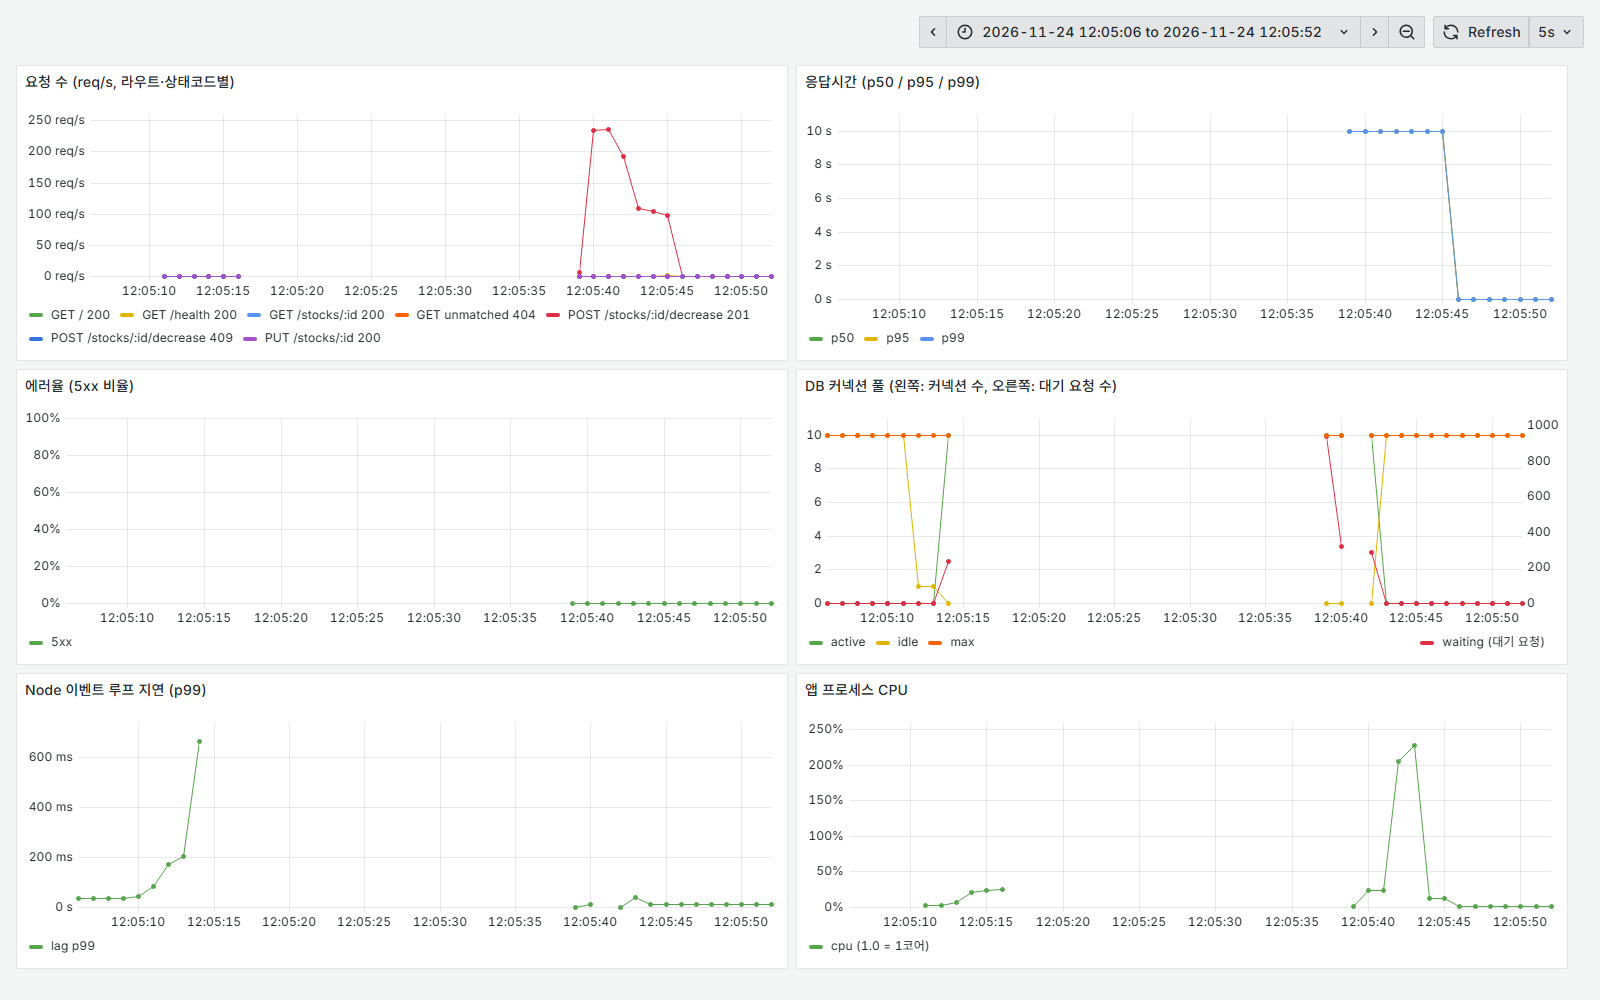 2026-11-24 12:05:06 to 2026-11-24 12:05:52 Refresh 5s
요청 수 (req/s, 라우트·상태코드별)
250 req/s
200 req/s
150 req/s
100 req/s
50 req/s
0 req/s
12:05:10 12:05:15 12:05:20 12:05:25 12:05:30 12:05:35 12:05:40 12:05:45 12:05:50
GET / 200 GET /health 200 GET /stocks/:id 200 GET unmatched 404 POST /stocks/:id/decrease 201
POST /stocks/:id/decrease 409 PUT /stocks/:id 200
응답시간 (p50 / p95 / p99)
10 s
8 s
6 s
4 s
2 s
0 s
12:05:10 12:05:15 12:05:20 12:05:25 12:05:30 12:05:35 12:05:40 12:05:45 12:05:50
p50 p95 p99
에러율 (5xx 비율)
100%
80%
60%
40%
20%
0%
12:05:10 12:05:15 12:05:20 12:05:25 12:05:30 12:05:35 12:05:40 12:05:45 12:05:50
5xx
DB 커넥션 풀 (왼쪽: 커넥션 수, 오른쪽: 대기 요청 수)
10
8
6
4
2
0
1000
800
600
400
200
0
12:05:10 12:05:15 12:05:20 12:05:25 12:05:30 12:05:35 12:05:40 12:05:45 12:05:50
active idle max waiting (대기 요청)
Node 이벤트 루프 지연 (p99)
600 ms
400 ms
200 ms
0 s
12:05:10 12:05:15 12:05:20 12:05:25 12:05:30 12:05:35 12:05:40 12:05:45 12:05:50
lag p99
앱 프로세스 CPU
250%
200%
150%
100%
50%
0%
12:05:10 12:05:15 12:05:20 12:05:25 12:05:30 12:05:35 12:05:40 12:05:45 12:05:50
cpu (1.0 = 1코어)